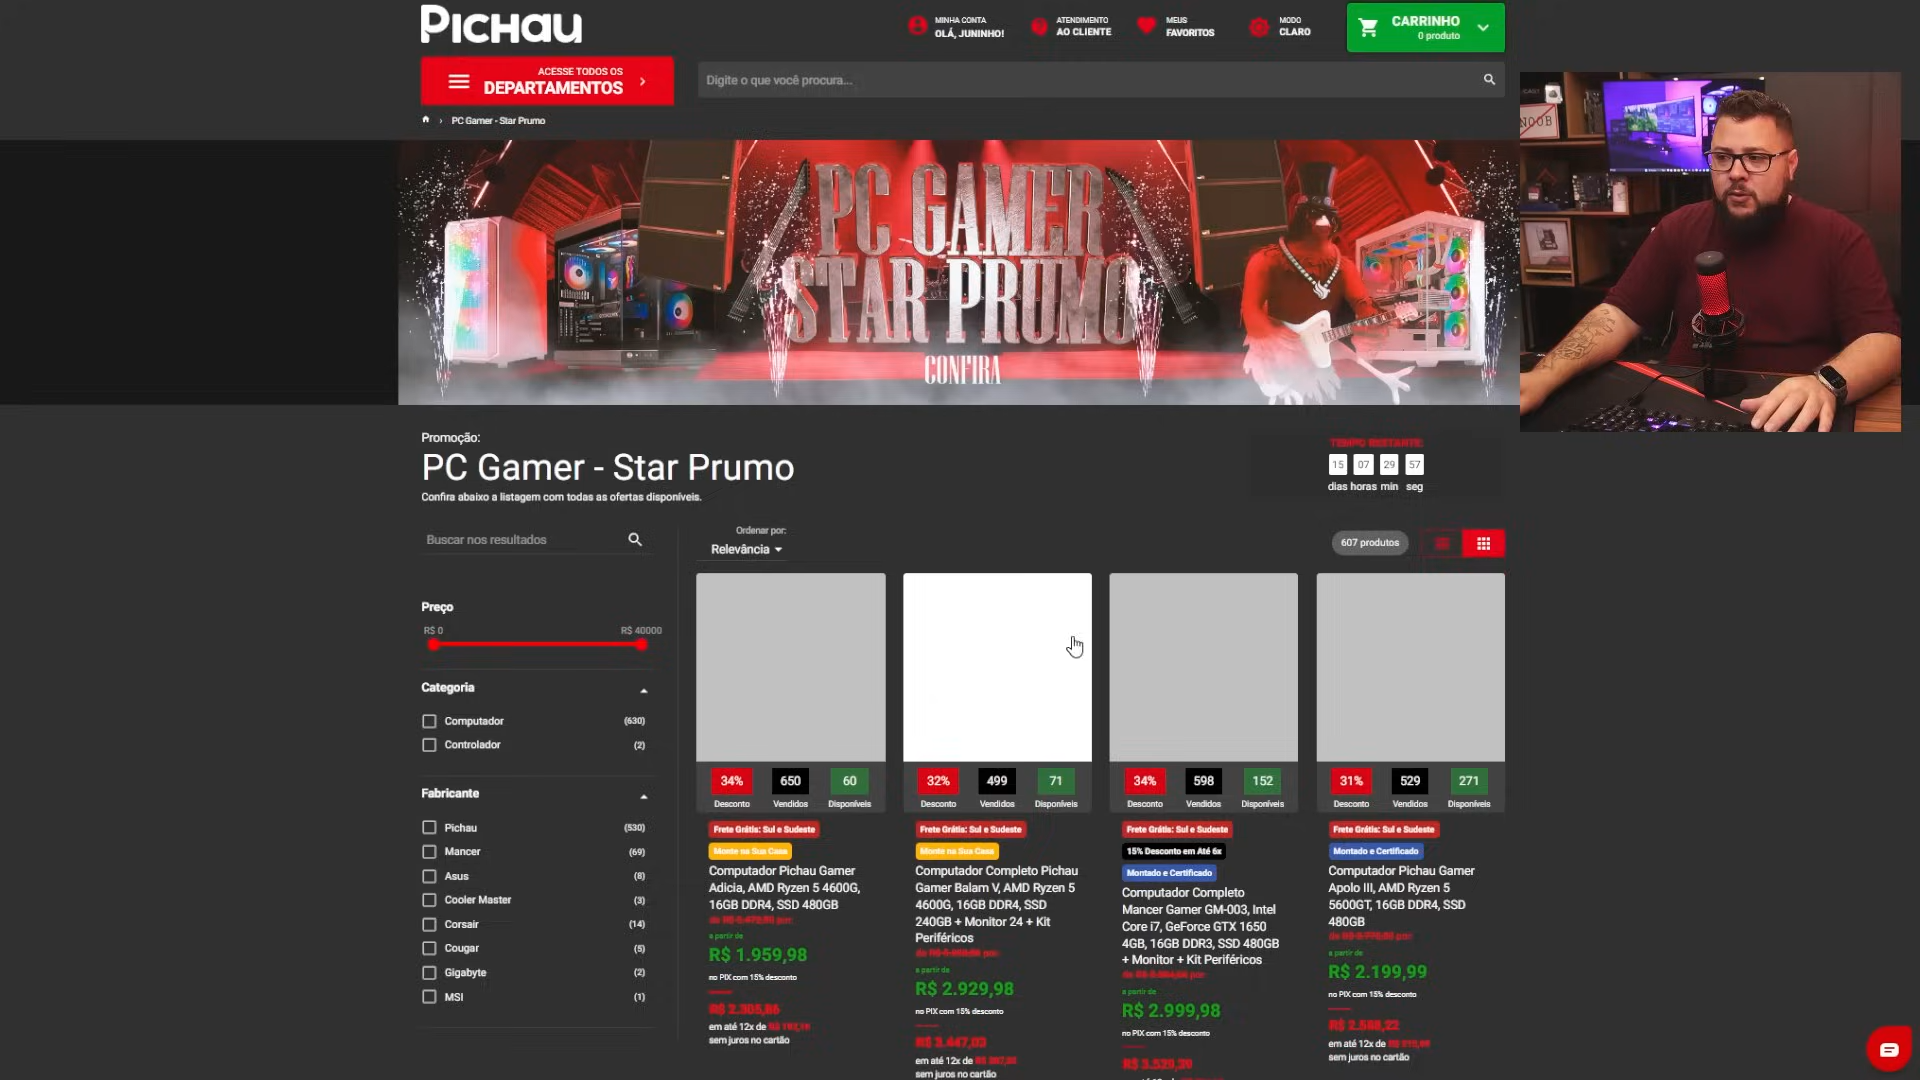 PICHAU
MINHA CONTA
OLÁ, JUNINHO!
ATENDIMENTO
AO CLIENTE
MEUS
FAVORITOS
MODO
CLARO
CARRINHO
0 produto
ACESSE TODOS OS
DEPARTAMENTOS
Digite o que você procura...
PC Gamer - Star Prumo
PC GAMER
STAR PRUMO
CONFIRA
NOOB
Promoção:
PC Gamer - Star Prumo
Confira abaixo a listagem com todas as ofertas disponíveis.
TEMPO RESTANTE:
15 07 29 57
dias horas min seg
Buscar nos resultados
Ordenar por:
Relevância
607 produtos
Preço
R$ 0 R$ 40000
Categoria
Computador (630)
Controlador (2)
Fabricante
Pichau (530)
Mancer (69)
Asus (8)
Cooler Master (3)
Corsair (14)
Cougar (5)
Gigabyte (2)
MSI (1)
34% 650 60
Desconto Vendidos Disponíveis
Frete Grátis: Sul e Sudeste
Monte na Sua Casa
Computador Pichau Gamer
Adicia, AMD Ryzen 5 4600G,
16GB DDR4, SSD 480GB
a partir de
R$ 1.959,98
no PIX com 15% desconto
R$ 2.305,86
em até 12x de
sem juros no cartão
32% 499 71
Desconto Vendidos Disponíveis
Frete Grátis: Sul e Sudeste
Monte na Sua Casa
Computador Completo Pichau
Gamer Balam V, AMD Ryzen 5
4600G, 16GB DDR4, SSD
240GB + Monitor 24 + Kit
Periféricos
a partir de
R$ 2.929,98
no PIX com 15% desconto
R$ 3.447,03
em até 12x de
sem juros no cartão
34% 598 152
Desconto Vendidos Disponíveis
Frete Grátis: Sul e Sudeste
15% Desconto em Até 6x
Montado e Certificado
Computador Completo
Mancer Gamer GM-003, Intel
Core i7, GeForce GTX 1650
4GB, 16GB DDR3, SSD 480GB
+ Monitor + Kit Periféricos
a partir de
R$ 2.999,98
no PIX com 15% desconto
R$ 3.529,39
31% 529 271
Desconto Vendidos Disponíveis
Frete Grátis: Sul e Sudeste
Montado e Certificado
Computador Pichau Gamer
Apolo III, AMD Ryzen 5
5600GT, 16GB DDR4, SSD
480GB
a partir de
R$ 2.199,99
no PIX com 15% desconto
R$ 2.588,22
em até 12x de
sem juros no cartão